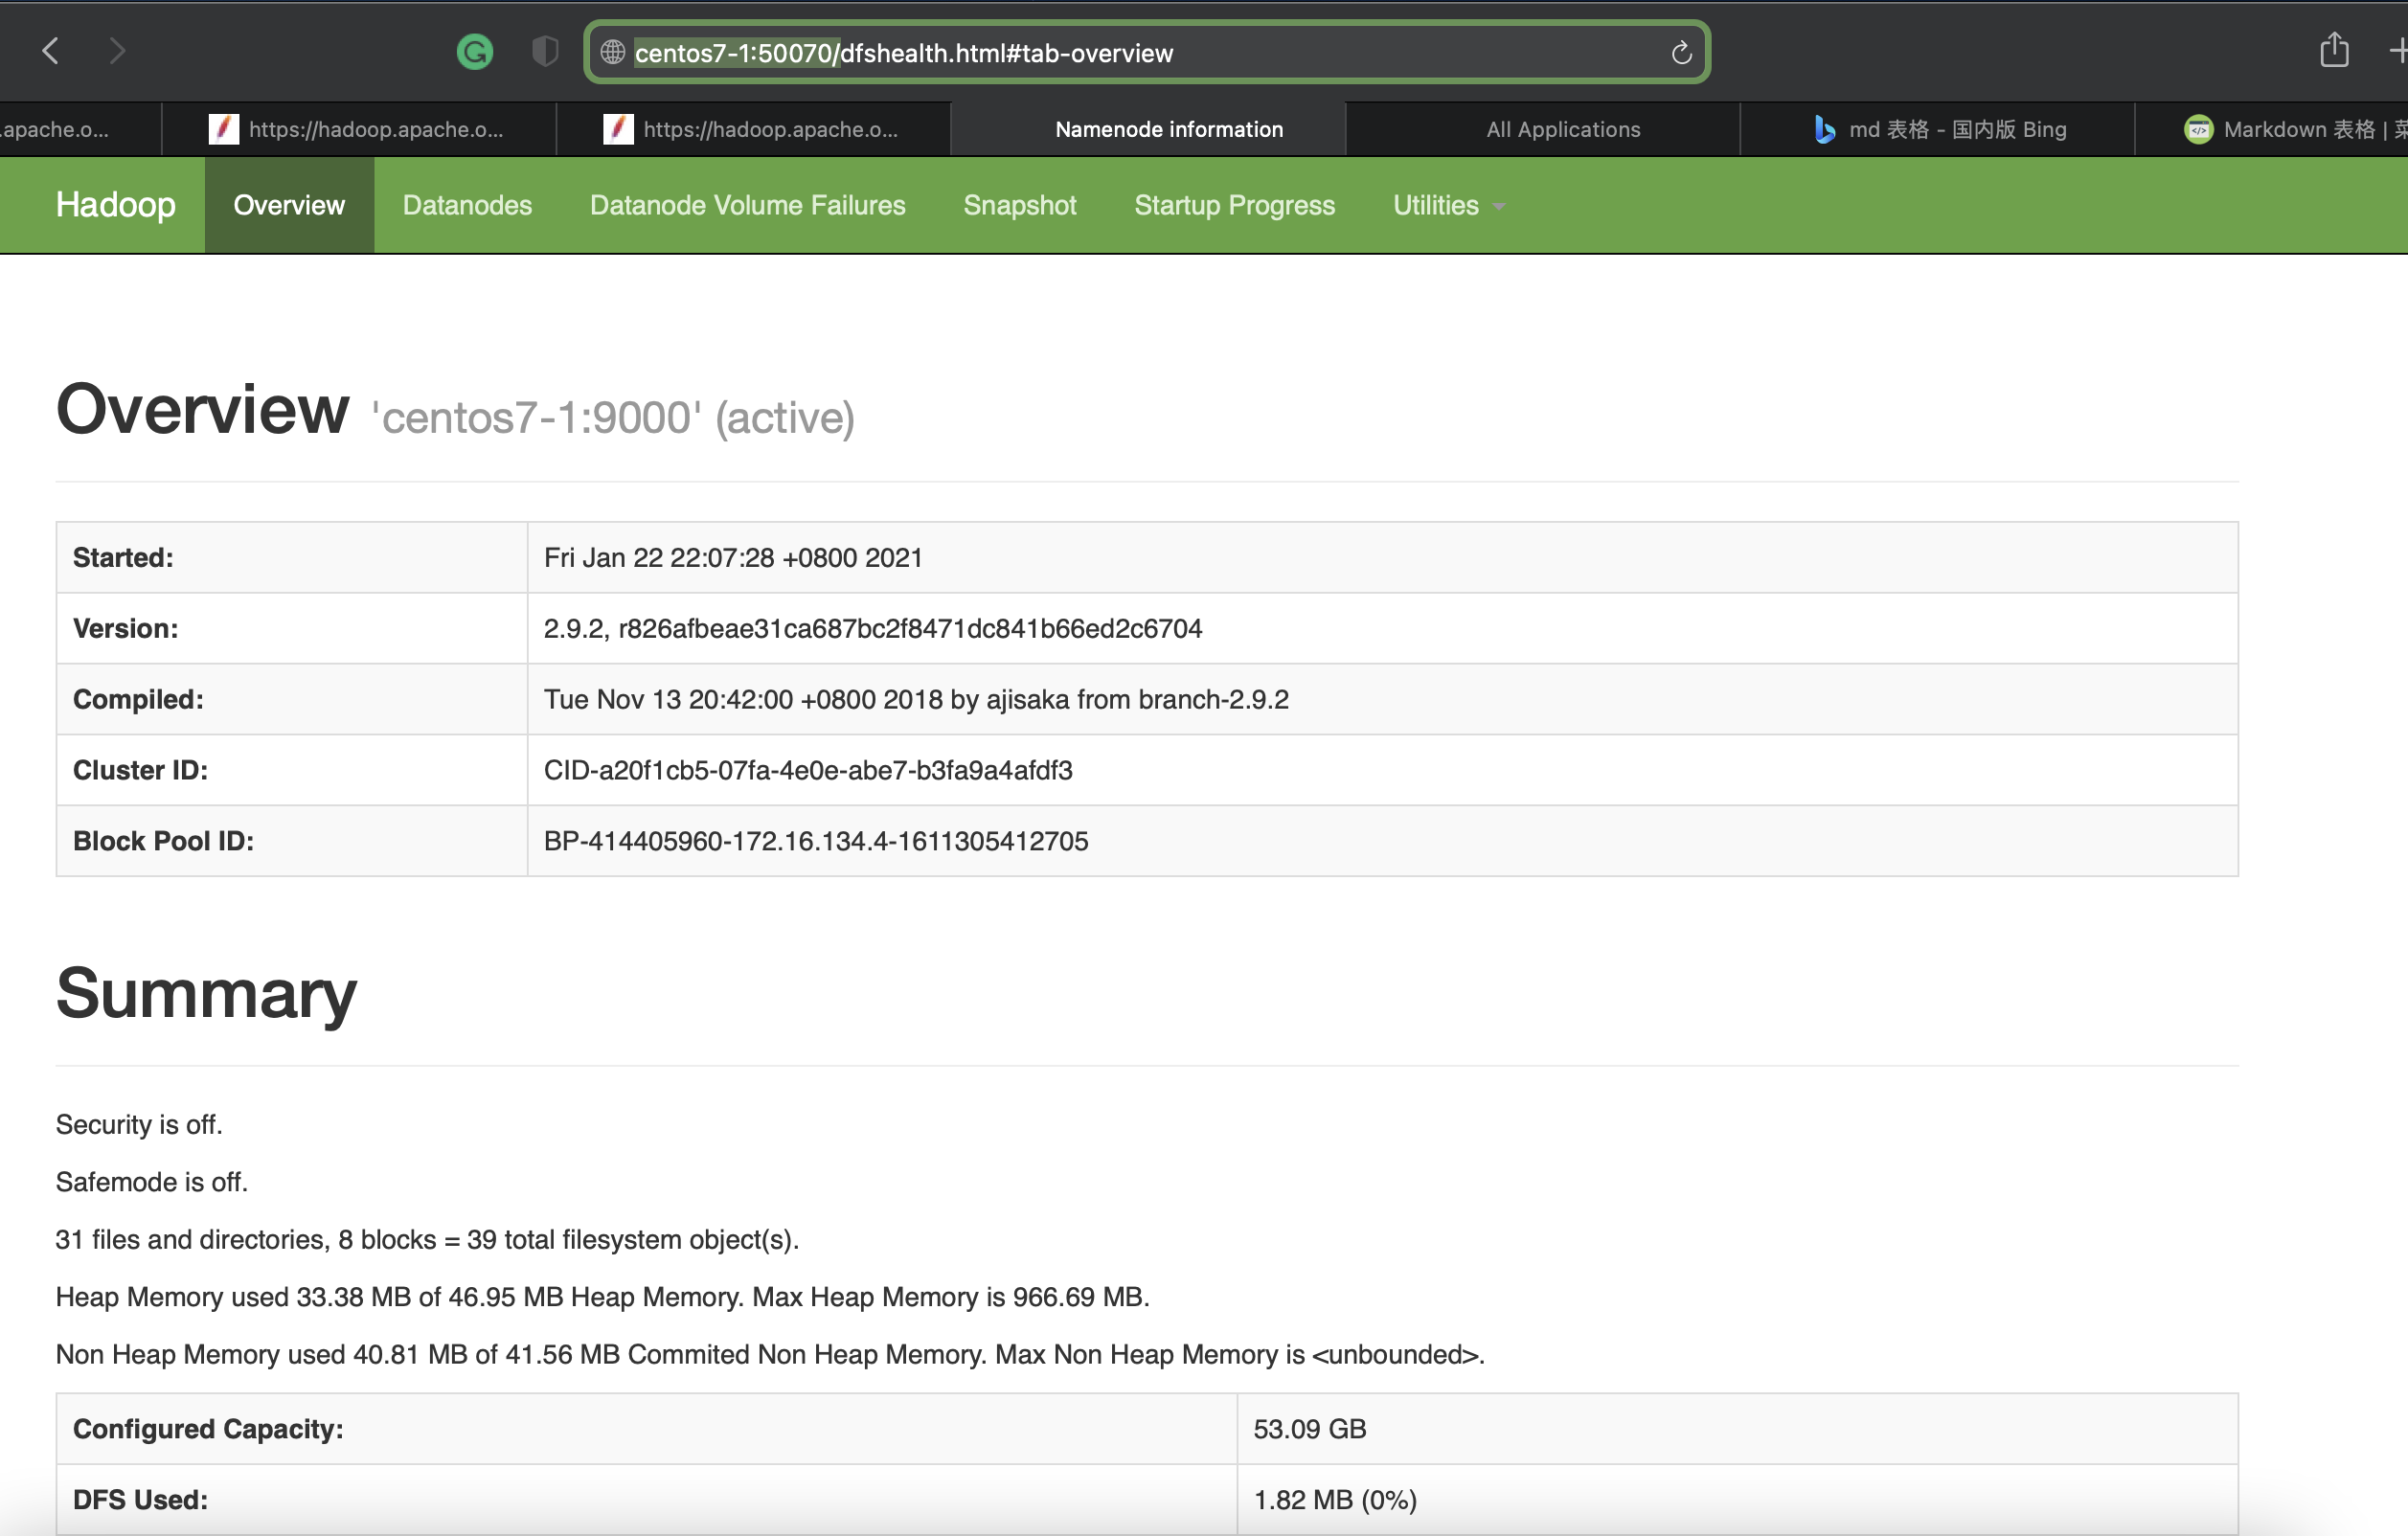 centos7-1:50070/dfshealth.html#tab-overview
.apache.o... https://hadoop.apache.o... https://hadoop.apache.o... Namenode information All Applications md 表格 - 国内版 Bing Markdown 表格 |
Hadoop Overview Datanodes Datanode Volume Failures Snapshot Startup Progress Utilities
Overview 'centos7-1:9000' (active)
Started: Fri Jan 22 22:07:28 +0800 2021
Version: 2.9.2, r826afbeae31ca687bc2f8471dc841b66ed2c6704
Compiled: Tue Nov 13 20:42:00 +0800 2018 by ajisaka from branch-2.9.2
Cluster ID: CID-a20f1cb5-07fa-4e0e-abe7-b3fa9a4afdf3
Block Pool ID: BP-414405960-172.16.134.4-1611305412705
Summary
Security is off.
Safemode is off.
31 files and directories, 8 blocks = 39 total filesystem object(s).
Heap Memory used 33.38 MB of 46.95 MB Heap Memory. Max Heap Memory is 966.69 MB.
Non Heap Memory used 40.81 MB of 41.56 MB Commited Non Heap Memory. Max Non Heap Memory is <unbounded>.
Configured Capacity: 53.09 GB
DFS Used: 1.82 MB (0%)